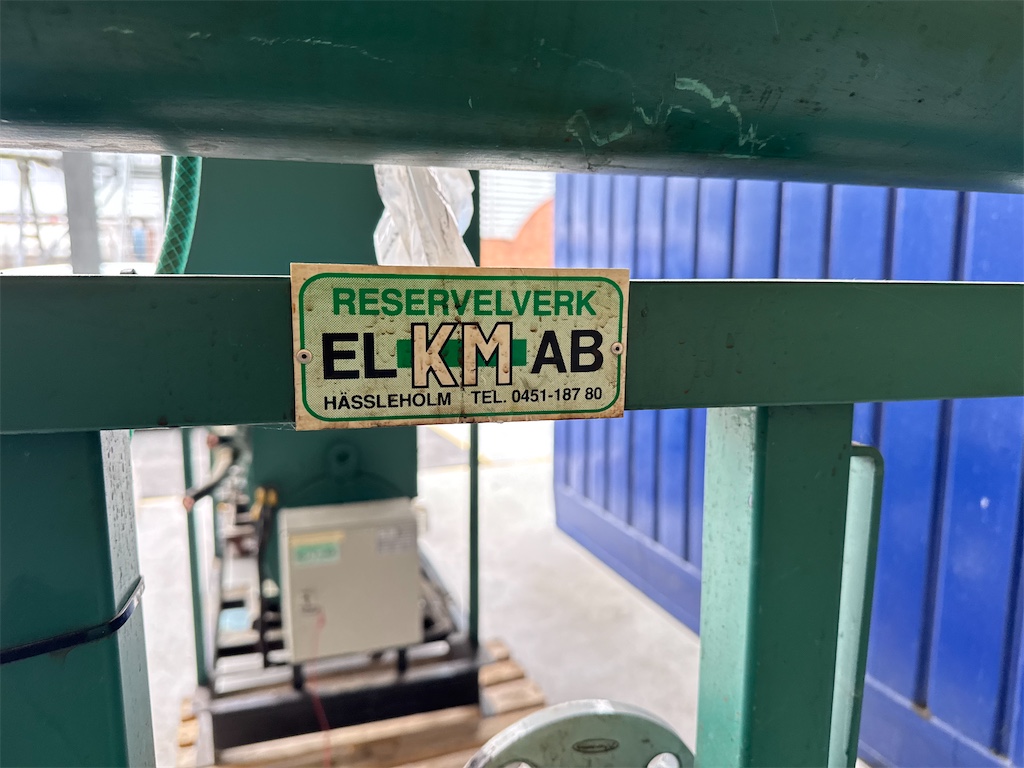 RESERVELVERK
EL KM AB
HÄSSLEHOLM TEL. 0451-187 80